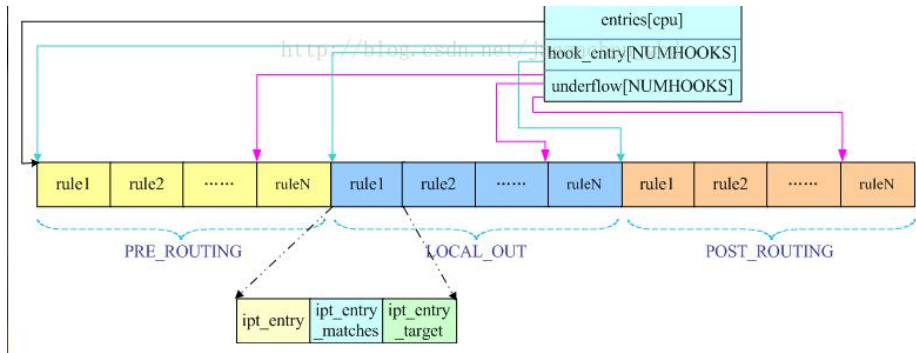 entries[cpu]
hook_entry[NUMHOOKS]
underflow[NUMHOOKS]
rule1 rule2 ...... ruleN rule1 rule2 ...... ruleN rule1 rule2 ...... ruleN
PRE_ROUTING LOCAL_OUT POST_ROUTING
ipt_entry ipt_entry ipt_entry
_matches _target